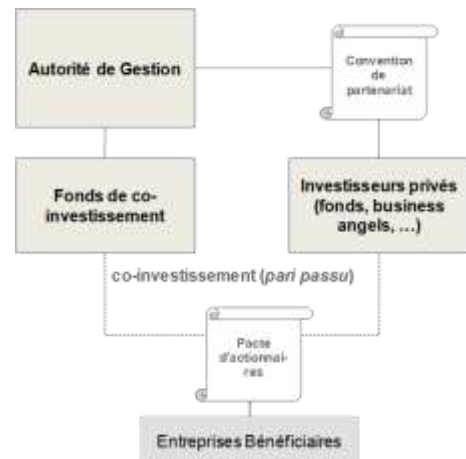 Autorité de Gestion
Convention
de
partenariat
Fonds de co-
investissement
Investisseurs privés
(fonds, business
angels, …)
co-investissement (pari passu)
Pacte
d'actionnai-
res
Entreprises Bénéficiaires